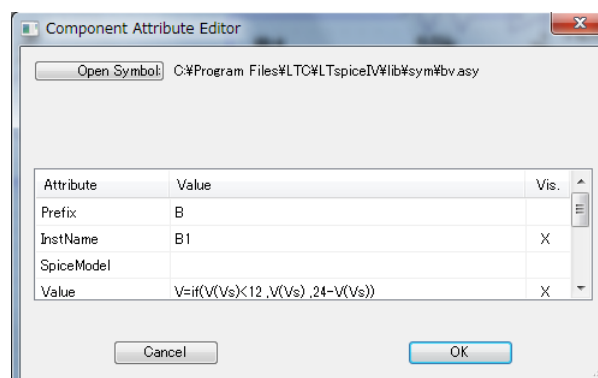 Component Attribute Editor
Open Symbol: C:¥Program Files¥LTC¥LTspiceIV¥lib¥sym¥bv.asy
Attribute Value Vis.
Prefix B
InstName B1 X
SpiceModel
Value V=if(V(Vs)<12 ,V(Vs) ,24-V(Vs)) X
Cancel OK